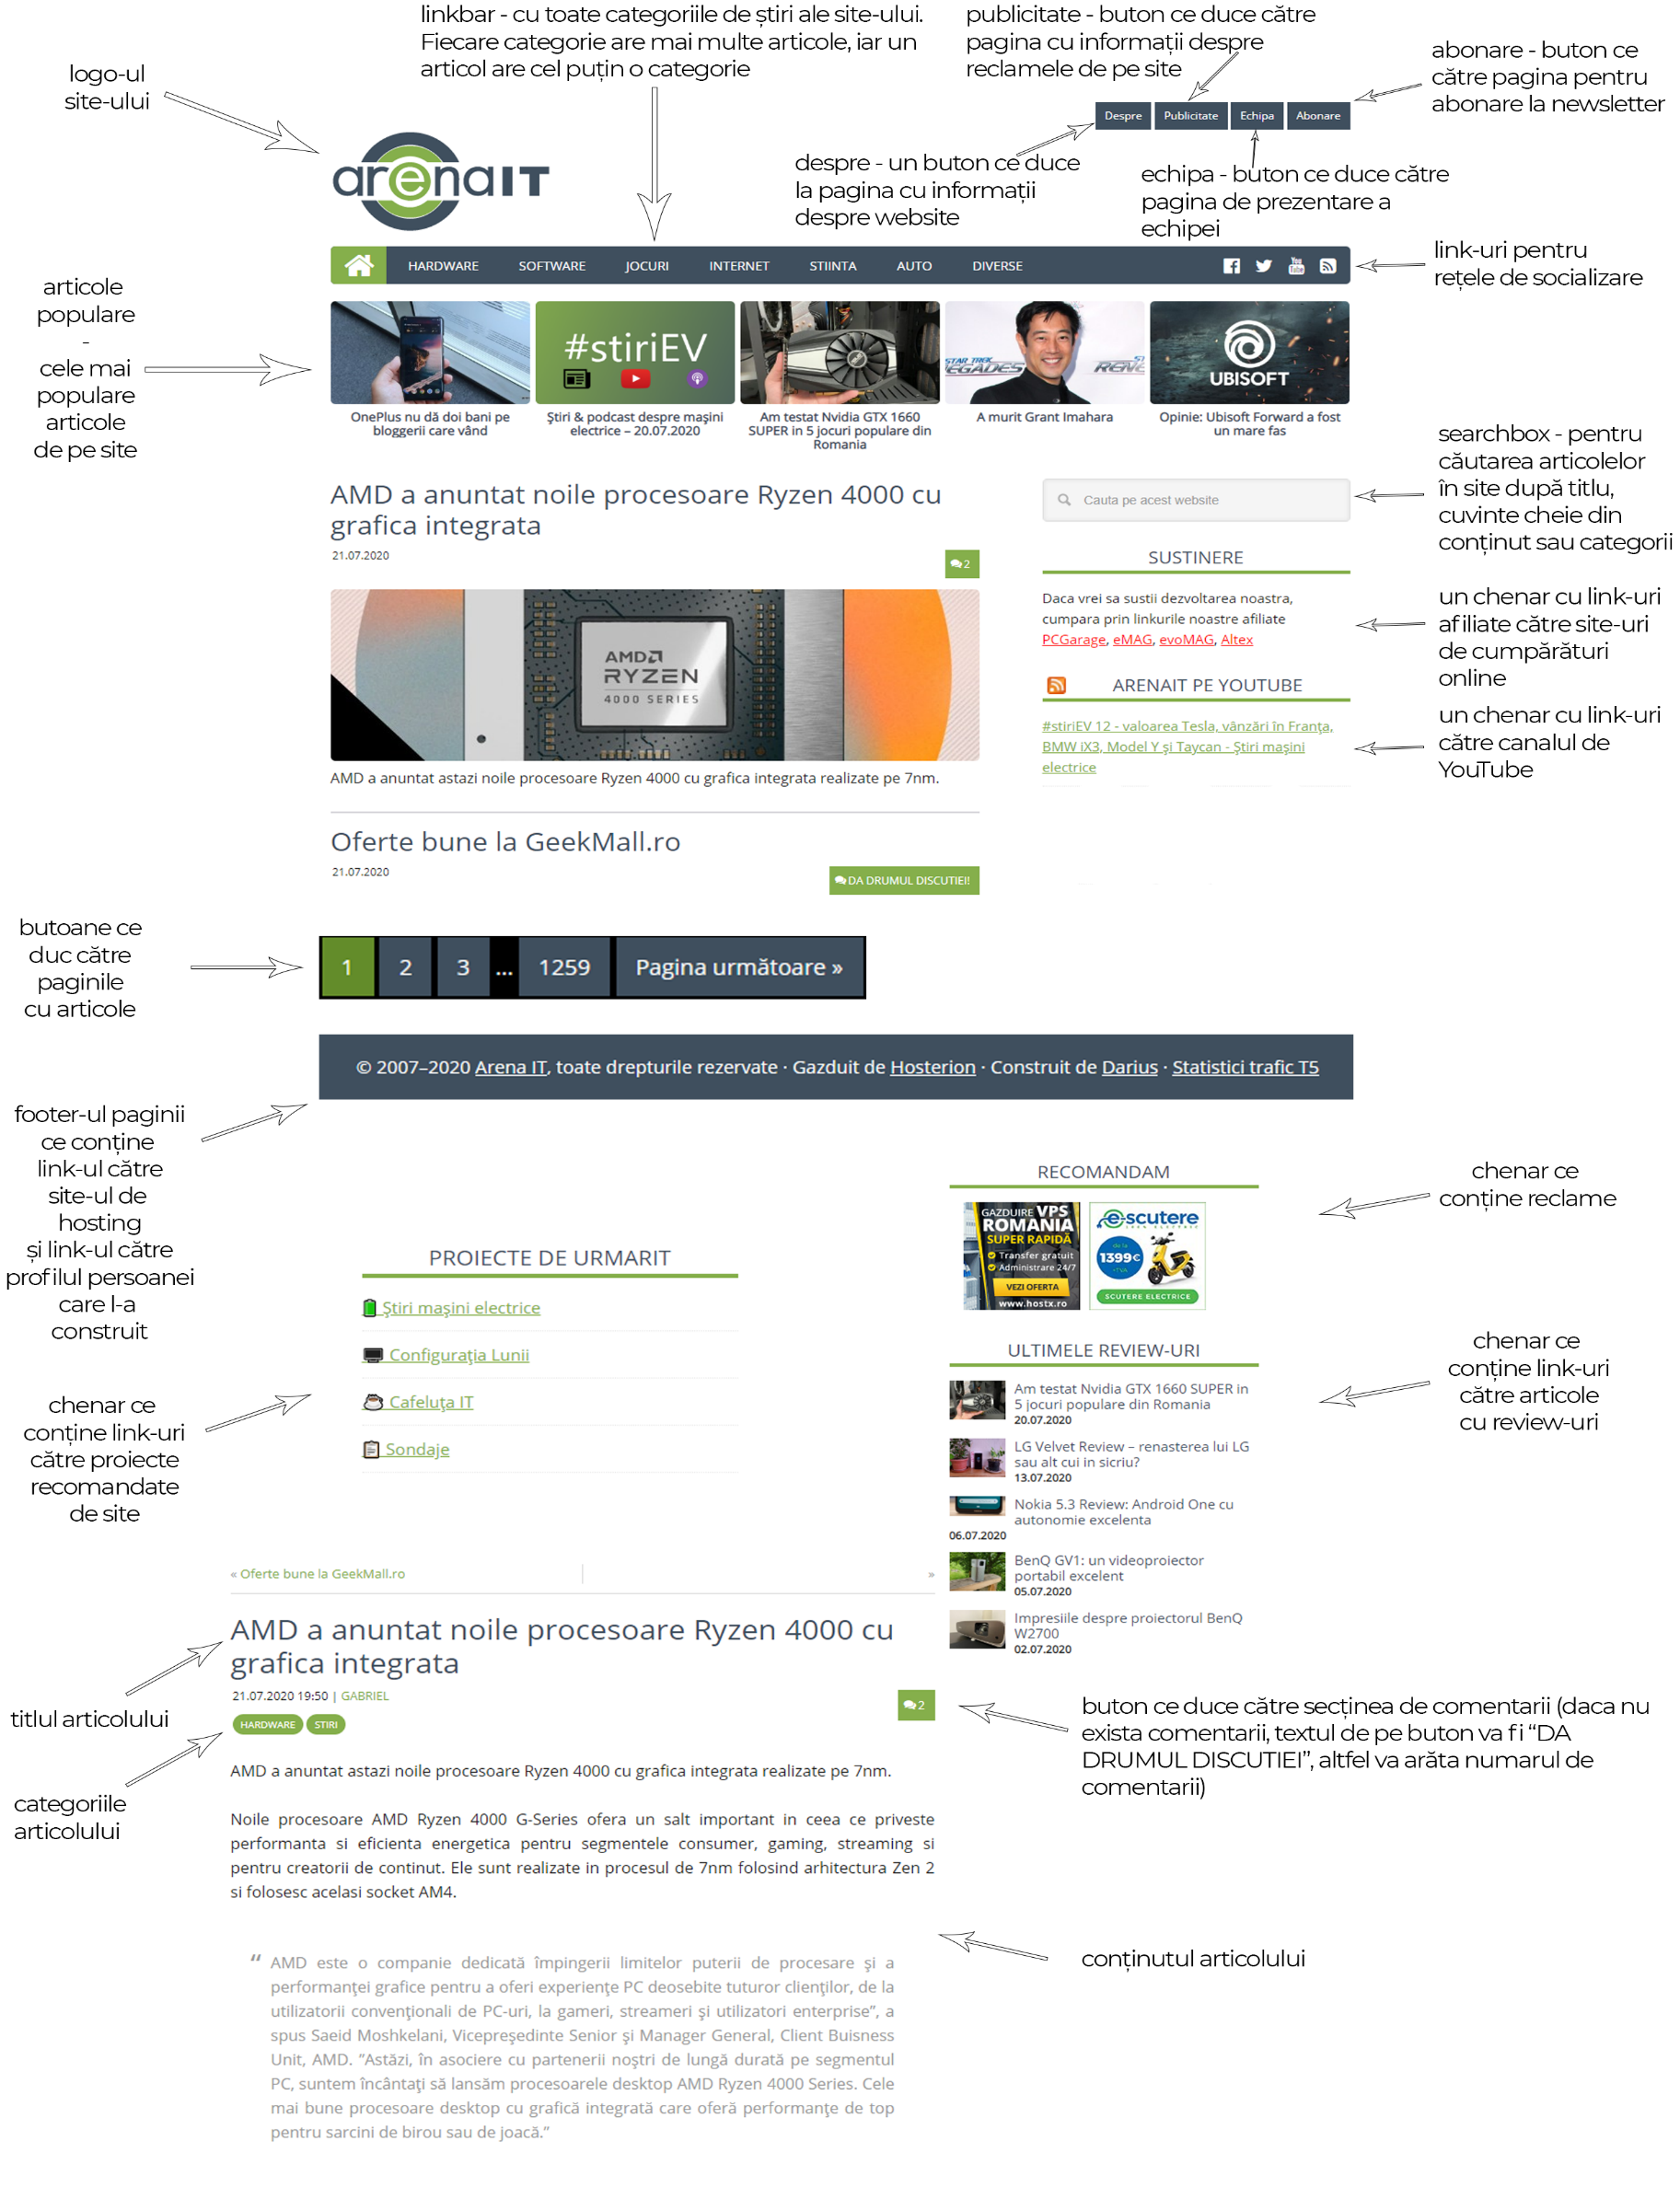 linkbar - cu toate categoriile de știri ale site-ului.
Fiecare categorie are mai multe articole, iar un
articol are cel puțin o categorie
publicitate - buton ce duce către
pagina cu informații despre
reclamele de pe site
abonare - buton ce
către pagina pentru
abonare la newsletter
logo-ul
site-ului
Despre
Publicitate
Echipa
Abonare
despre - un buton ce duce
la pagina cu informații
despre website
echipa - buton ce duce către
pagina de prezentare a
echipei
arenaIT
link-uri pentru
rețele de socializare
HARDWARE
SOFTWARE
JOCURI
INTERNET
STIINTA
AUTO
DIVERSE
You
Tube
articole
populare
-
cele mai
populare
articole
de pe site
#stiriEV
STAR TREK
EGADES
RENE
UBISOFT
OnePlus nu dă doi bani pe
bloggerii care vând
Știri & podcast despre mașini
electrice – 20.07.2020
Am testat Nvidia GTX 1660
SUPER in 5 jocuri populare din
Romania
A murit Grant Imahara
Opinie: Ubisoft Forward a fost
un mare fas
searchbox - pentru
căutarea articolelor
în site după titlu,
cuvinte cheie din
conținut sau categorii
AMD a anuntat noile procesoare Ryzen 4000 cu
grafica integrata
21.07.2020
2
Cauta pe acest website
SUSTINERE
Daca vrei sa sustii dezvoltarea noastra,
cumpara prin linkurile noastre afiliate
PCGarage, eMAG, evoMAG, Altex
un chenar cu link-uri
afiliate către site-uri
de cumpărături
online
AMD
RYZEN
4000 SERIES
ARENAIT PE YOUTUBE
#stiriEV 12 - valoarea Tesla, vânzări în Franța,
BMW iX3, Model Y și Taycan - Știri mașini
electrice
un chenar cu link-uri
către canalul de
YouTube
AMD a anuntat astazi noile procesoare Ryzen 4000 cu grafica integrata realizate pe 7nm.
Oferte bune la GeekMall.ro
21.07.2020
DA DRUMUL DISCUTIEI!
butoane ce
duc către
paginile
cu articole
1
2
3
...
1259
Pagina următoare »
© 2007–2020 Arena IT, toate drepturile rezervate · Gazduit de Hosterion · Construit de Darius · Statistici trafic T5
footer-ul paginii
ce conține
link-ul către
site-ul de
hosting
și link-ul către
profilul persoanei
care l-a
construit
RECOMANDAM
GAZDUIRE VPS
ROMANIA
SUPER RAPIDĂ
Transfer gratuit
Administrare 24/7
VEZI OFERTA
www.hostx.ro
e-scutere
de la
1399€
+TVA
SCUTERE ELECTRICE
chenar ce
conține reclame
PROIECTE DE URMARIT
Știri mașini electrice
Configurația Lunii
Cafeluța IT
Sondaje
chenar ce
conține link-uri
către proiecte
recomandate
de site
ULTIMELE REVIEW-URI
Am testat Nvidia GTX 1660 SUPER in
5 jocuri populare din Romania
20.07.2020
LG Velvet Review – renasterea lui LG
sau alt cui in sicriu?
13.07.2020
Nokia 5.3 Review: Android One cu
autonomie excelenta
06.07.2020
BenQ GV1: un videoproiector
portabil excelent
05.07.2020
Impresiile despre proiectorul BenQ
W2700
02.07.2020
chenar ce
conține link-uri
către articole
cu review-uri
« Oferte bune la GeekMall.ro
»
AMD a anuntat noile procesoare Ryzen 4000 cu
grafica integrata
21.07.2020 19:50 | GABRIEL
HARDWARE
STIRI
2
titlul articolului
categoriile
articolului
buton ce duce către secținea de comentarii (daca nu
exista comentarii, textul de pe buton va fi “DA
DRUMUL DISCUTIEI”, altfel va arăta numarul de
comentarii)
AMD a anuntat astazi noile procesoare Ryzen 4000 cu grafica integrata realizate pe 7nm.
Noile procesoare AMD Ryzen 4000 G-Series ofera un salt important in ceea ce priveste
performanta si eficienta energetica pentru segmentele consumer, gaming, streaming si
pentru creatorii de continut. Ele sunt realizate in procesul de 7nm folosind arhitectura Zen 2
si folosesc acelasi socket AM4.
“ AMD este o companie dedicată împingerii limitelor puterii de procesare și a
performanței grafice pentru a oferi experiențe PC deosebite tuturor clienților, de la
utilizatorii convenționali de PC-uri, la gameri, streameri și utilizatori enterprise”, a
spus Saeid Moshkelani, Vicepreședinte Senior și Manager General, Client Buisness
Unit, AMD. ”Astăzi, în asociere cu partenerii noștri de lungă durată pe segmentul
PC, suntem încântați să lansăm procesoarele desktop AMD Ryzen 4000 Series. Cele
mai bune procesoare desktop cu grafică integrată care oferă performanțe de top
pentru sarcini de birou sau de joacă.”
conținutul articolului